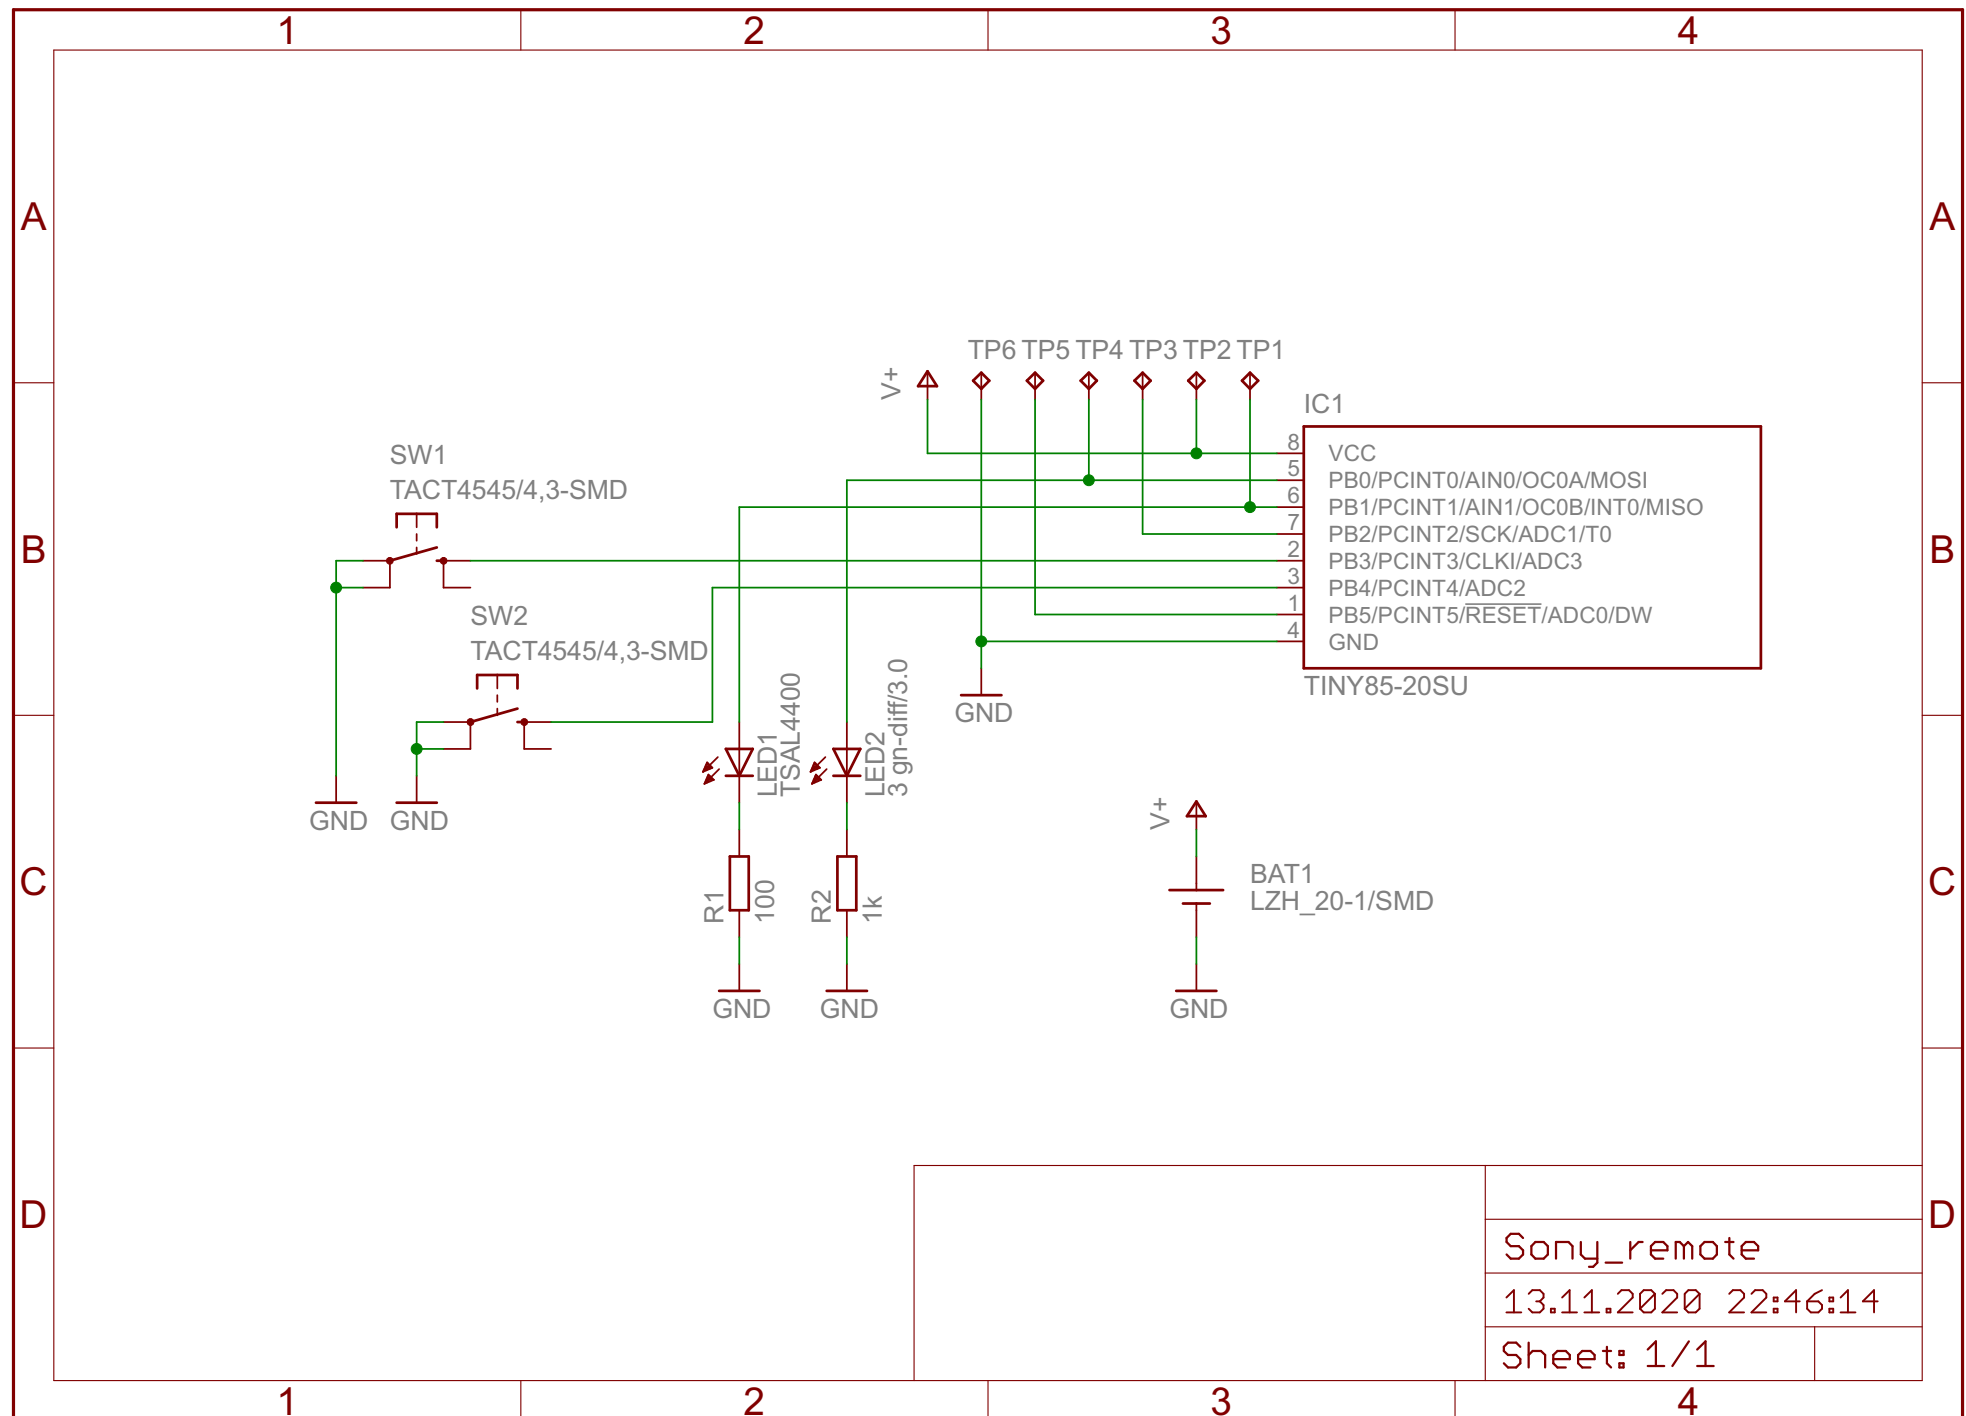 1 2 3 4
A A
TP6 TP5 TP4 TP3 TP2 TP1
V+
IC1
8 VCC
5 PB0/PCINT0/AIN0/OC0A/MOSI
6 PB1/PCINT1/AIN1/OC0B/INT0/MISO
7 PB2/PCINT2/SCK/ADC1/T0
2 PB3/PCINT3/CLKI/ADC3
3 PB4/PCINT4/ADC2
1 PB5/PCINT5/RESET/ADC0/DW
4 GND
TINY85-20SU
SW1
TACT4545/4,3-SMD
B B
SW2
TACT4545/4,3-SMD
GND
LED1
TSAL4400
LED2
3 gn-diff/3.0
GND GND
V+
BAT1
LZH_20-1/SMD
C C
R1
100
R2
1k
GND GND GND
D D
Sony_remote
13.11.2020 22:46:14
Sheet: 1/1
1 2 3 4